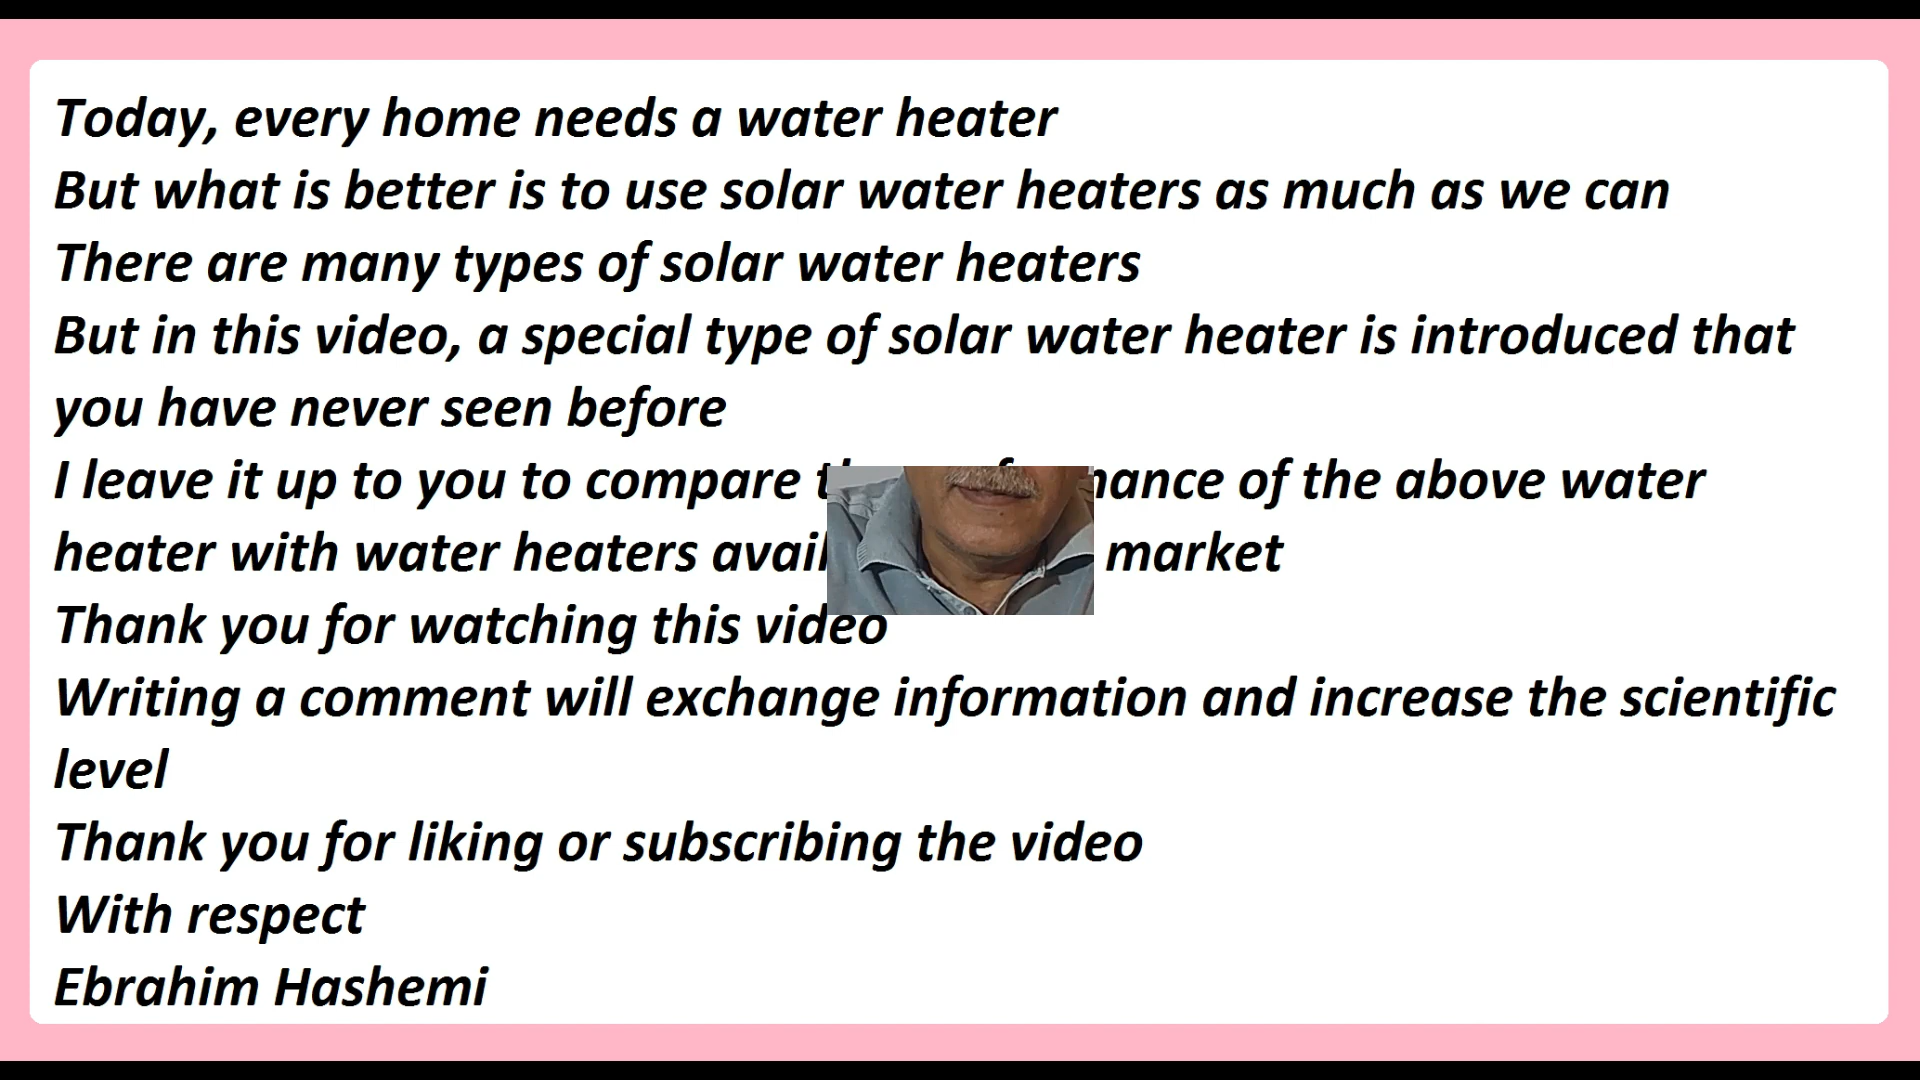 Today, every home needs a water heater
But what is better is to use solar water heaters as much as we can
There are many types of solar water heaters
But in this video, a special type of solar water heater is introduced that
you have never seen before
I leave it up to you to compare of the above water
heater with water heaters market
Thank you for watching this video
Writing a comment will exchange information and increase the scientific
level
Thank you for liking or subscribing the video
With respect
Ebrahim Hashemi